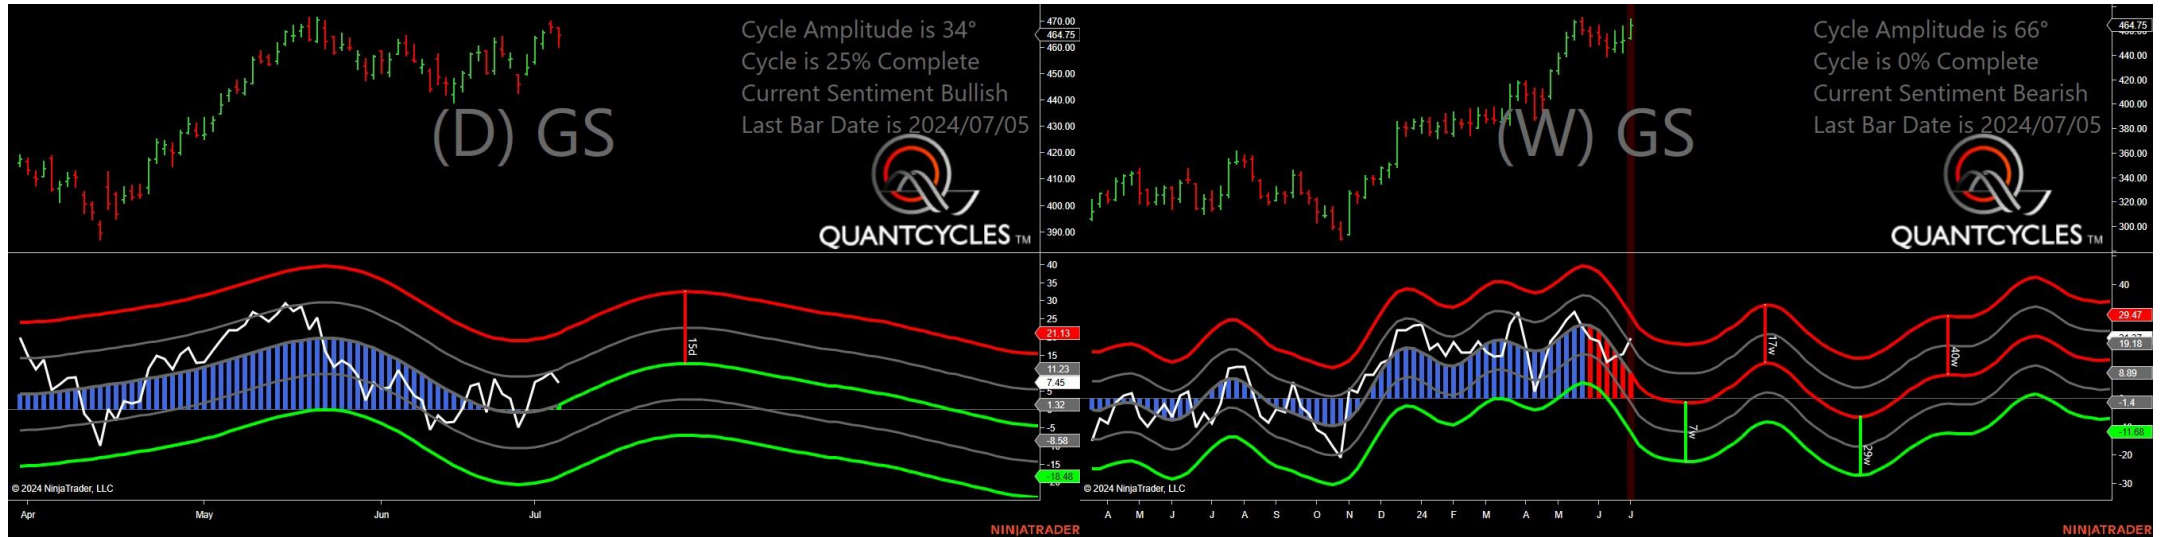 Cycle Amplitude is 34°
Cycle is 25% Complete
Current Sentiment Bullish
Last Bar Date is 2024/07/05
(D) GS
QUANTCYCLES TM
470.00
464.75
460.00
450.00
440.00
430.00
420.00
410.00
400.00
390.00
40
35
30
25
21.13
15
11.23
7.45
5
1.32
-5
-8.58
-15
-18.48
15d
© 2024 NinjaTrader, LLC
Apr May Jun Jul
NINJATRADER
Cycle Amplitude is 66°
Cycle is 0% Complete
Current Sentiment Bearish
Last Bar Date is 2024/07/05
(W) GS
QUANTCYCLES TM
464.75
440.00
420.00
400.00
380.00
360.00
340.00
320.00
300.00
40
29.47
19.18
8.89
-1.4
-11.68
-20
-30
17w
40w
7w
29w
© 2024 NinjaTrader, LLC
A M J J A S O N D 24 F M A M J J
NINJATRADER